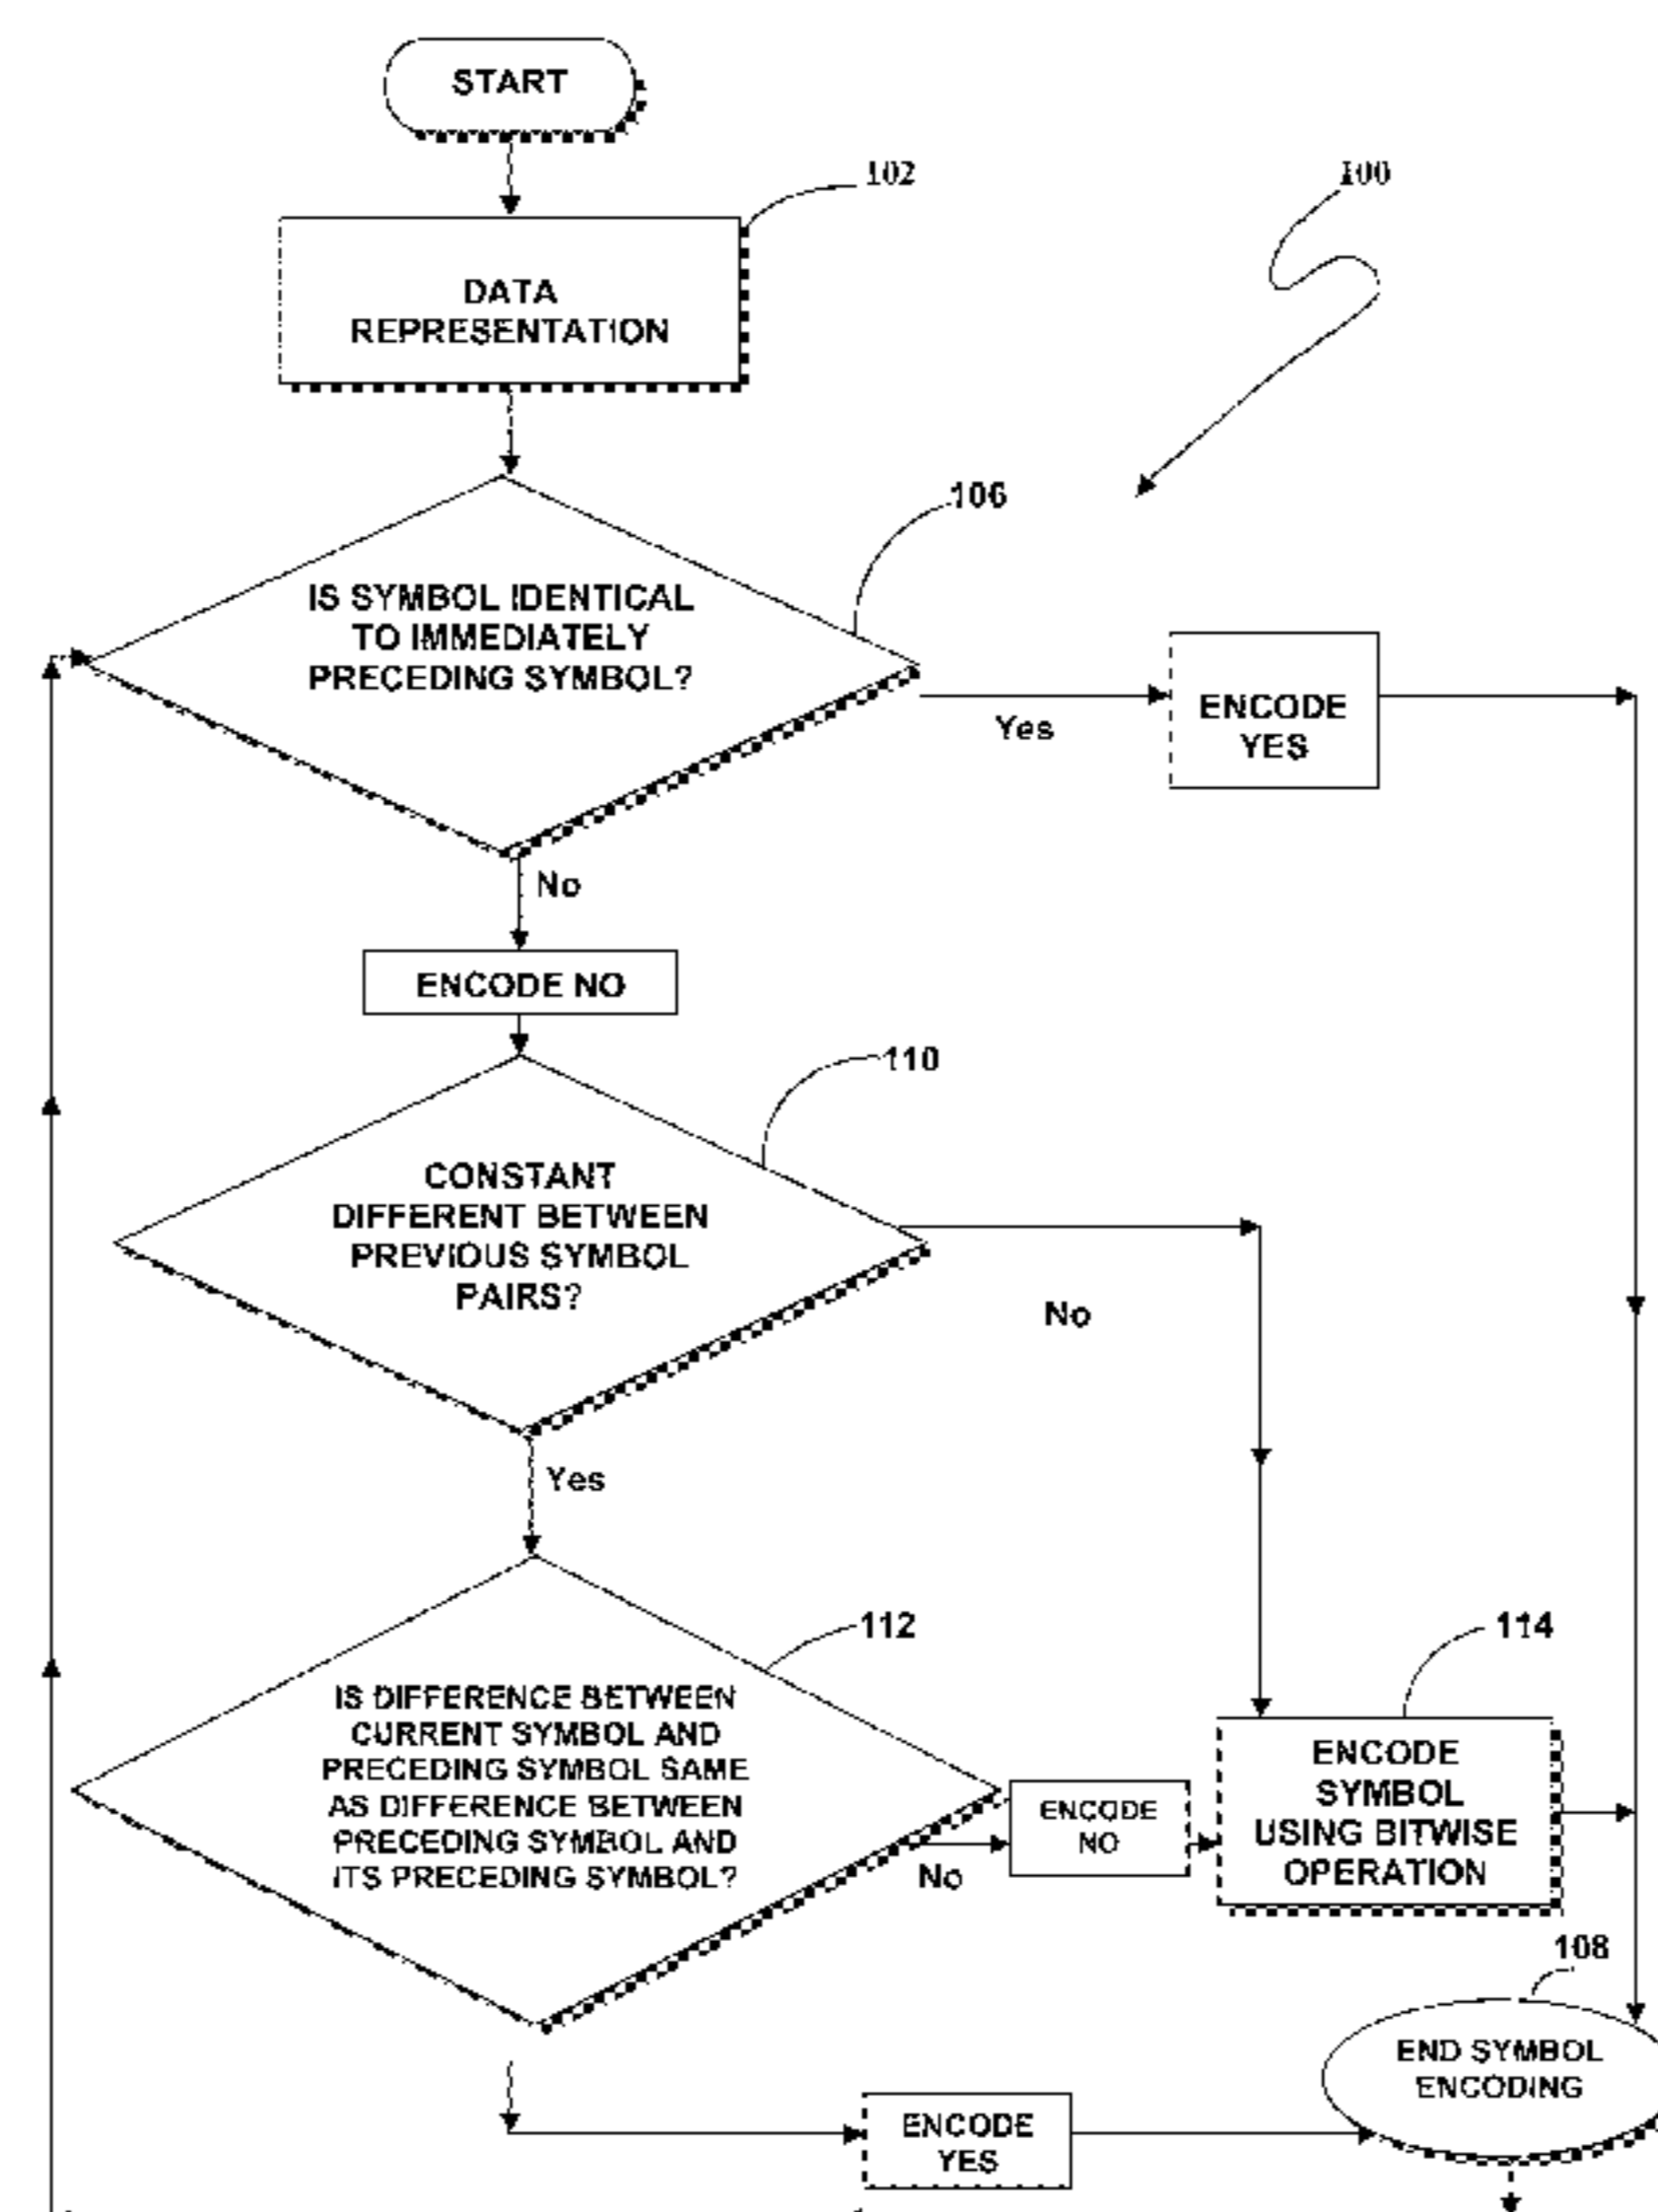 START
102
100
DATA
REPRESENTATION
106
IS SYMBOL IDENTICAL
TO IMMEDIATELY
PRECEDING SYMBOL?
Yes
ENCODE
YES
No
ENCODE NO
110
CONSTANT
DIFFERENT BETWEEN
PREVIOUS SYMBOL
PAIRS?
No
Yes
112
114
IS DIFFERENCE BETWEEN
CURRENT SYMBOL AND
PRECEDING SYMBOL SAME
AS DIFFERENCE BETWEEN
PRECEDING SYMBOL AND
ITS PRECEDING SYMBOL?
No
ENCODE
NO
ENCODE
SYMBOL
USING BITWISE
OPERATION
108
END SYMBOL
ENCODING
ENCODE
YES